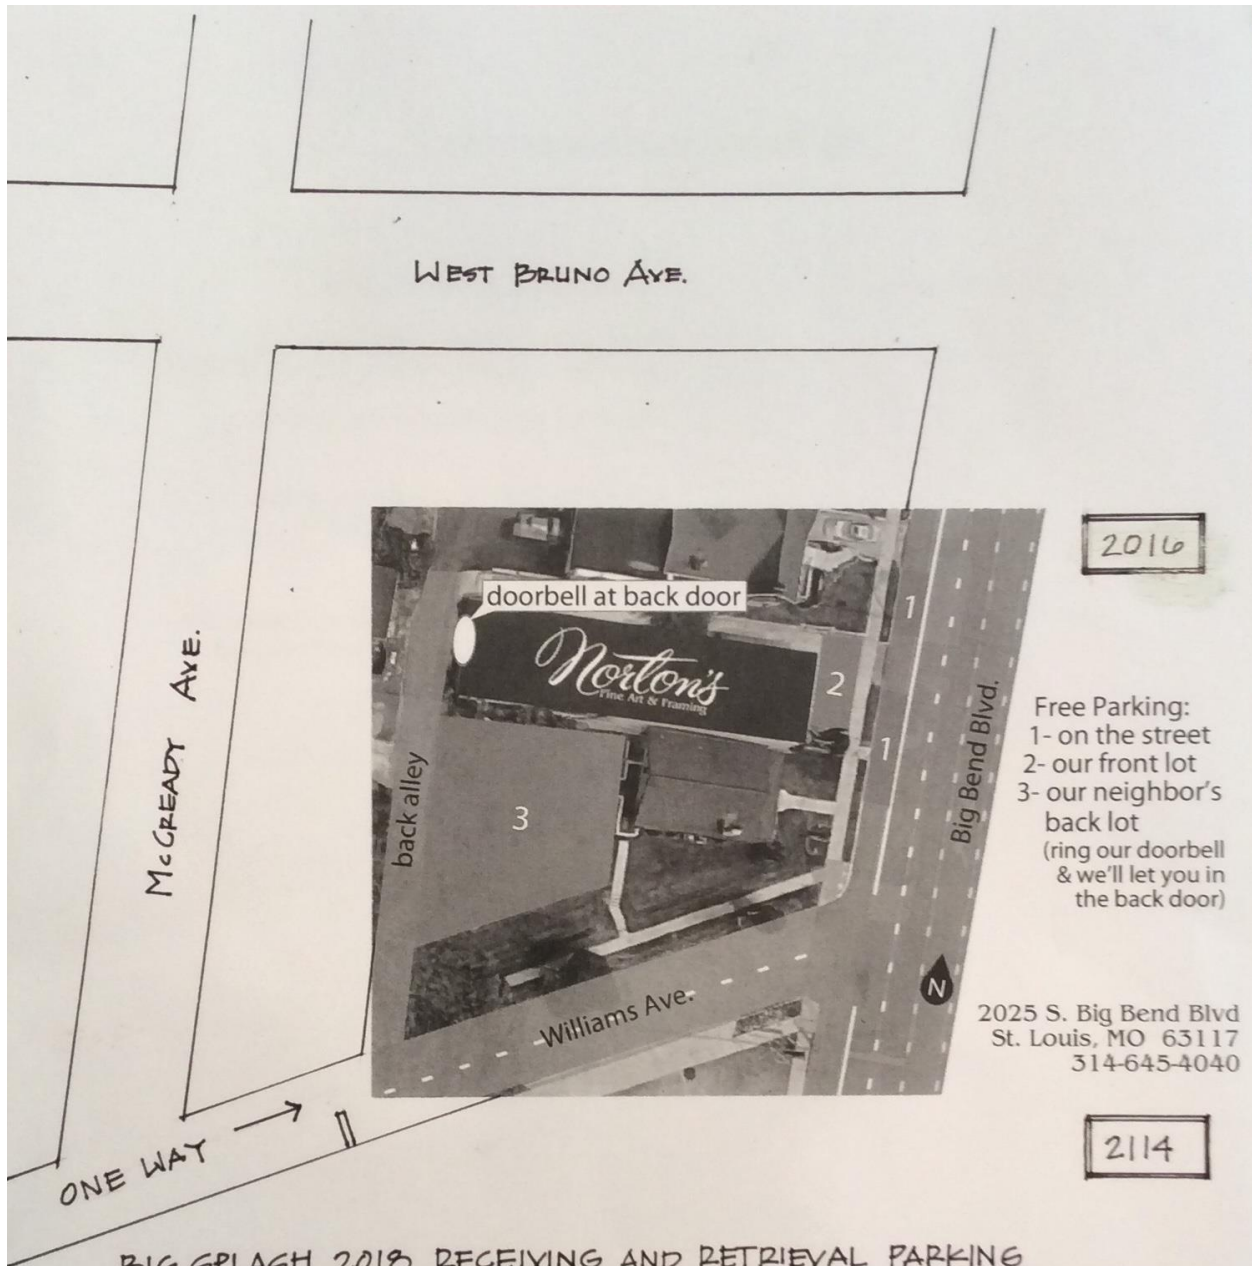 WEST BRUNO AVE.
McCREADY AVE.
doorbell at back door
Norton's
Fine Art & Framing
1
2
1
3
back alley
Big Bend Blvd.
Williams Ave.
N
2016
Free Parking:
1- on the street
2- our front lot
3- our neighbor's
back lot
(ring our doorbell
& we'll let you in
the back door)
2025 S. Big Bend Blvd
St. Louis, MO 63117
314-645-4040
2114
ONE WAY
BIG SPLASH 2018 RECEIVING AND RETRIEVAL PARKING